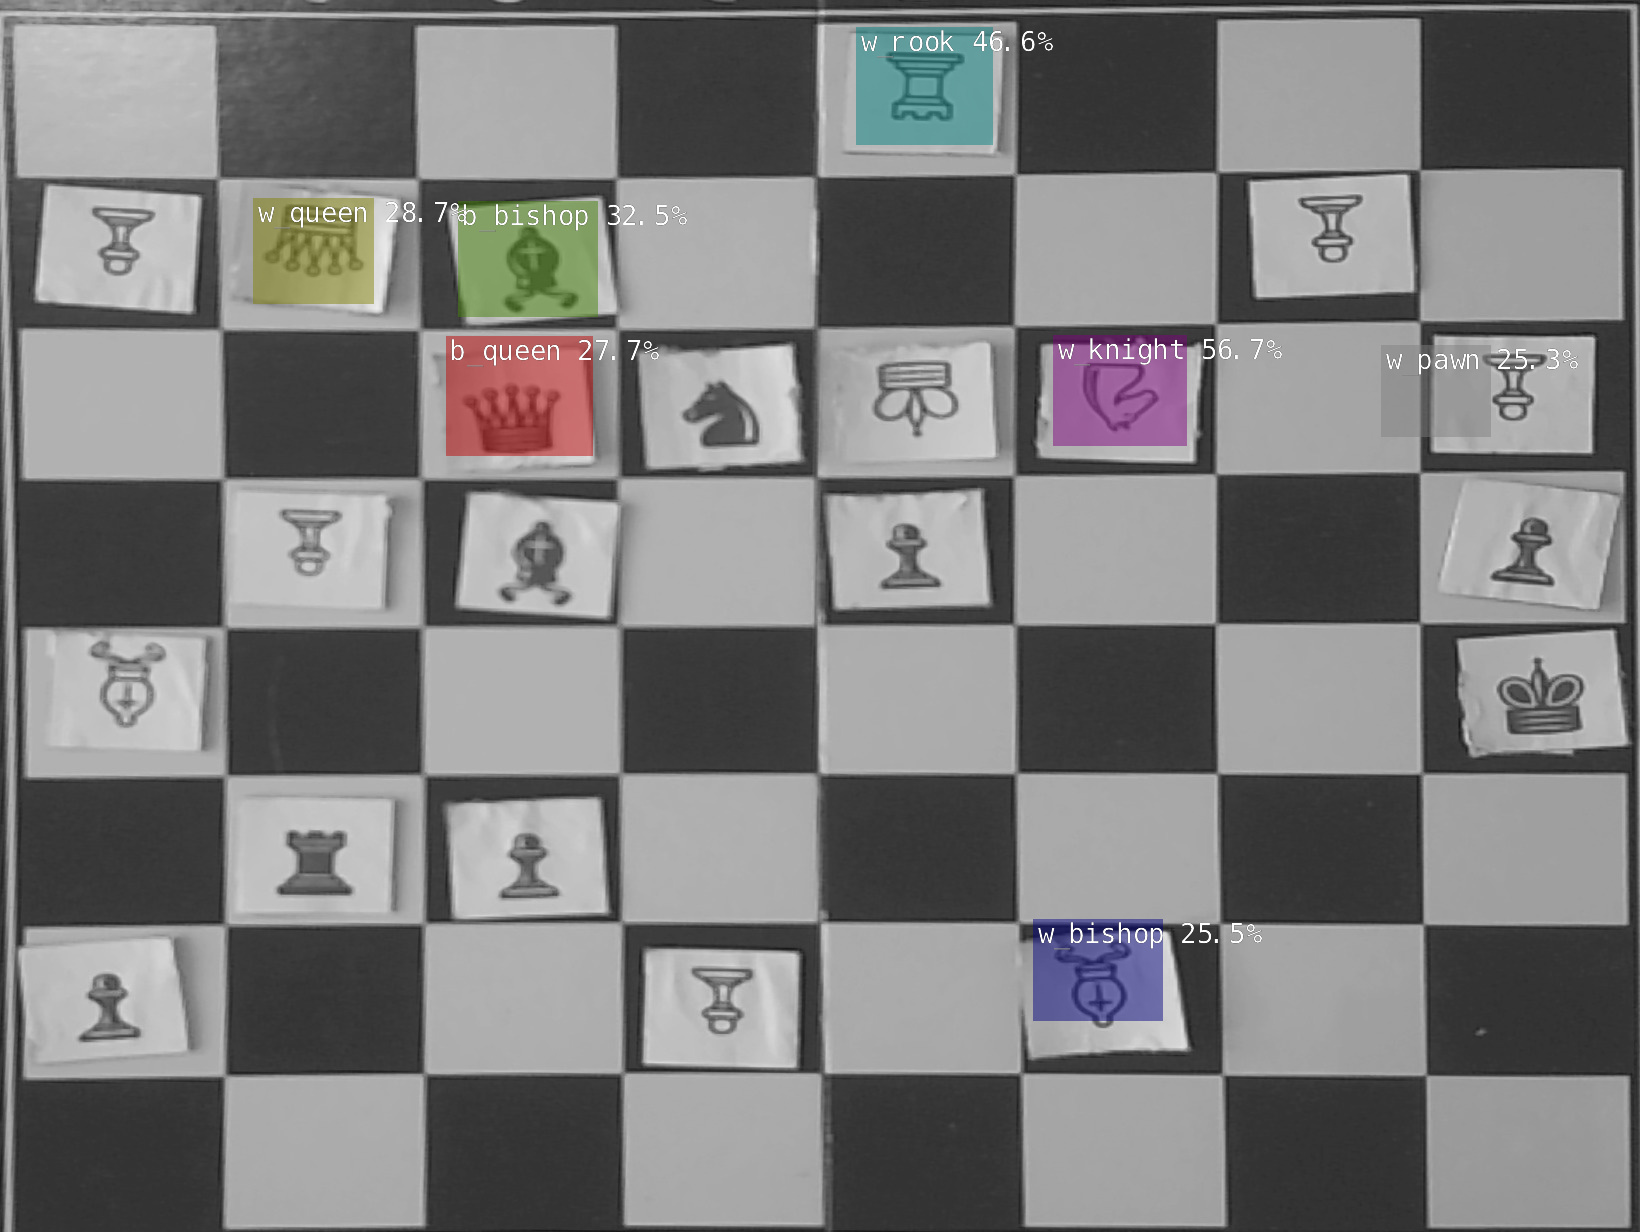 w_rook 46.6%
w_queen 28.7%
b_bishop 32.5%
b_queen 27.7%
w_knight 56.7%
w_pawn 25.3%
w_bishop 25.5%